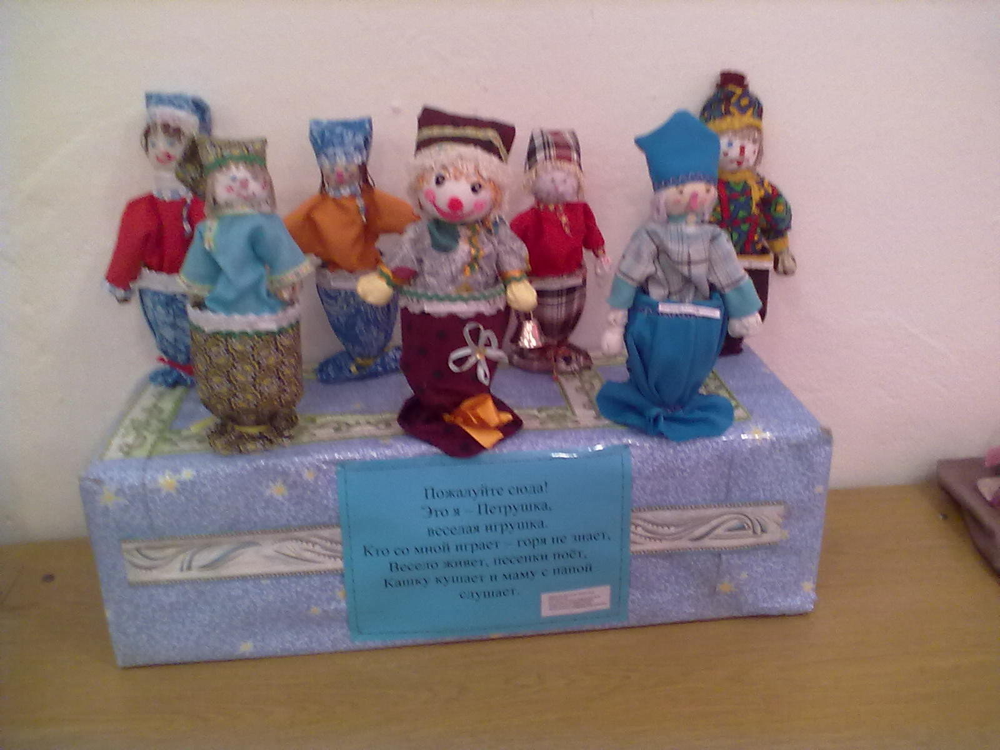 Пожалуйте сюда!
Это я – Петрушка,
веселая игрушка.
Кто со мной играет – горя не знает,
Весело живет, песенки поёт,
Кашку кушает и маму с папой
слушает.